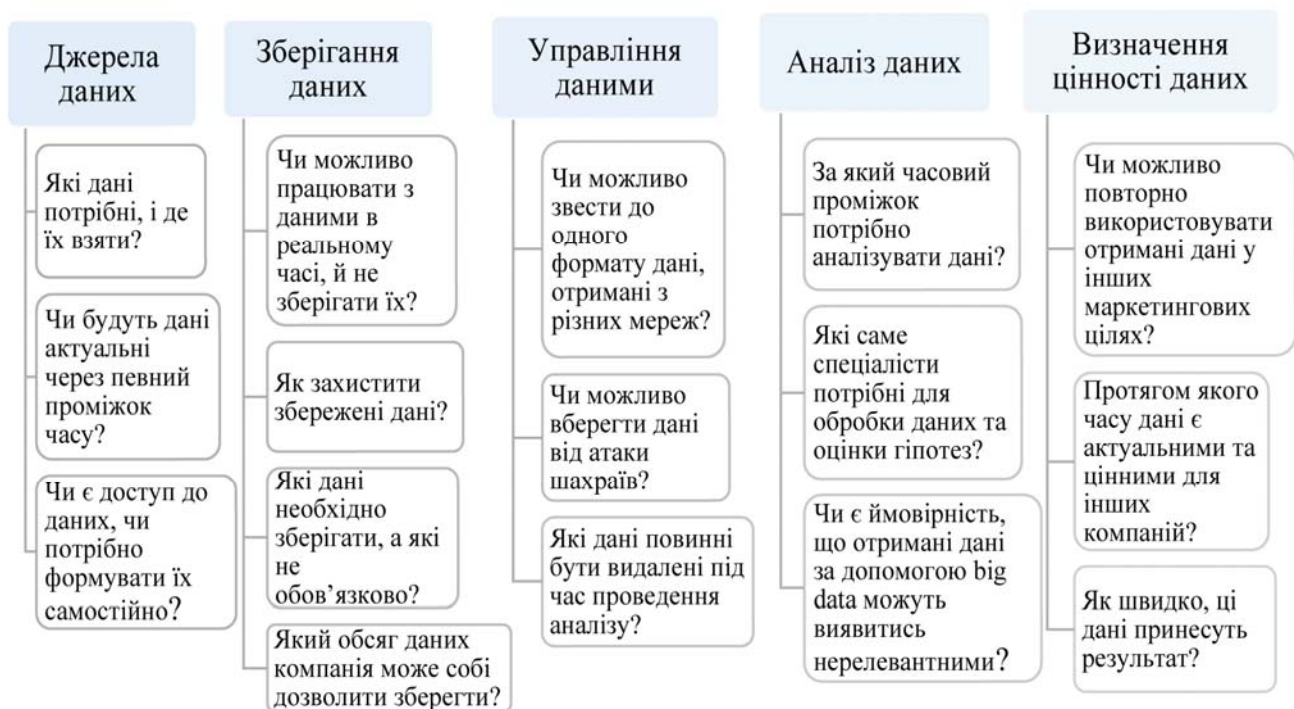 Джерела
даних
Які дані
потрібні, і де
їх взяти?
Чи будуть дані
актуальні
через певний
проміжок
часу?
Чи є доступ до
даних, чи
потрібно
формувати їх
самостійно?
Зберігання
даних
Чи можливо
працювати з
даними в
реальному
часі, й не
зберігати їх?
Як захистити
збережені дані?
Які дані
необхідно
зберігати, а які
не
обов’язково?
Який обсяг даних
компанія може собі
дозволити зберегти?
Управління
даними
Чи можливо
звести до
одного
формату дані,
отримані з
різних мереж?
Чи можливо
вберегти дані
від атаки
шахраїв?
Які дані повинні
бути видалені під
час проведення
аналізу?
Аналіз даних
За який часовий
проміжок
потрібно
аналізувати дані?
Які саме
спеціалісти
потрібні для
обробки даних та
оцінки гіпотез?
Чи є ймовірність,
що отримані дані
за допомогою big
data можуть
виявитись
нерелевантними?
Визначення
цінності даних
Чи можливо
повторно
використовувати
отримані дані у
інших
маркетингових
цілях?
Протягом якого
часу дані є
актуальними та
цінними для
інших
компаній?
Як швидко, ці
дані принесуть
результат?